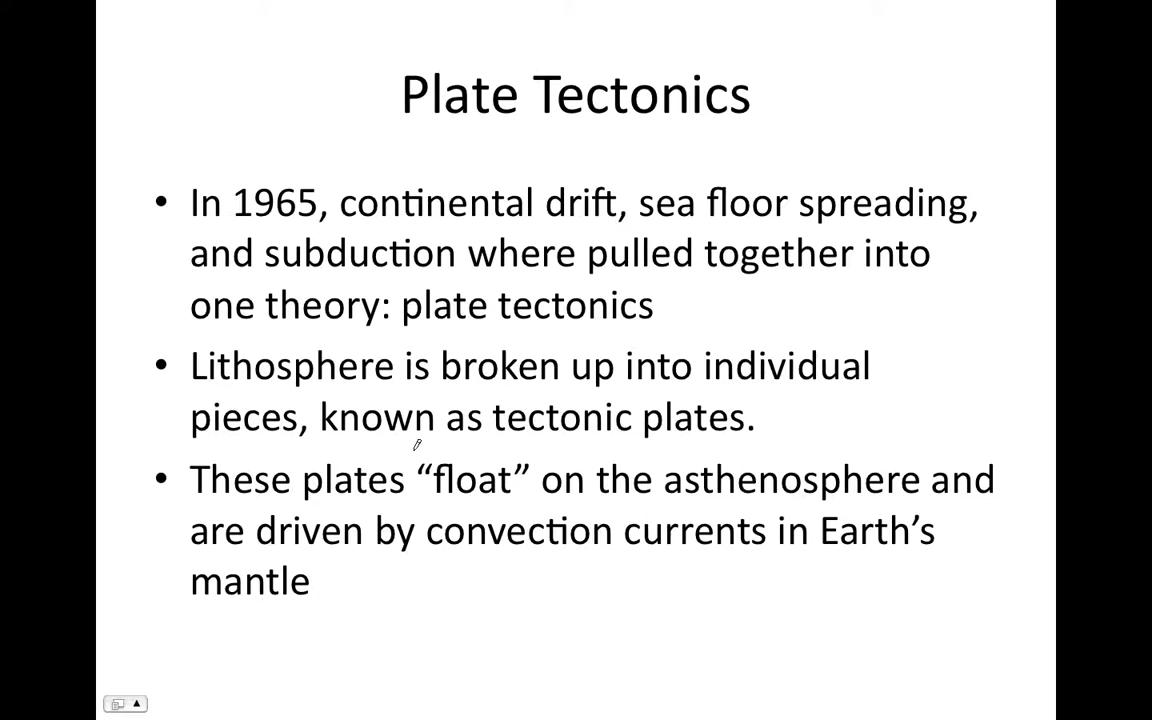 Plate Tectonics
• In 1965, continental drift, sea floor spreading,
and subduction where pulled together into
one theory: plate tectonics
• Lithosphere is broken up into individual
pieces, known as tectonic plates.
• These plates “float” on the asthenosphere and
are driven by convection currents in Earth’s
mantle